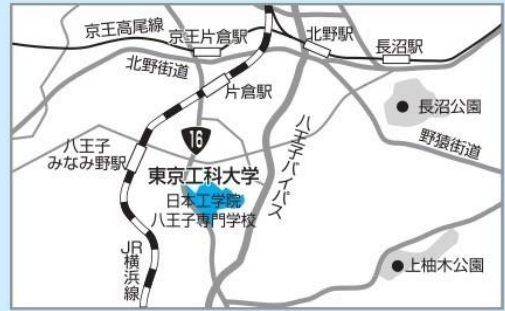 京王高尾線
京王片倉駅
北野駅
長沼駅
北野街道
片倉駅
長沼公園
16
八王子
みなみ野駅
八王子バイパス
野猿街道
東京工科大学
日本工学院
八王子専門学校
JR
横浜線
上柚木公園